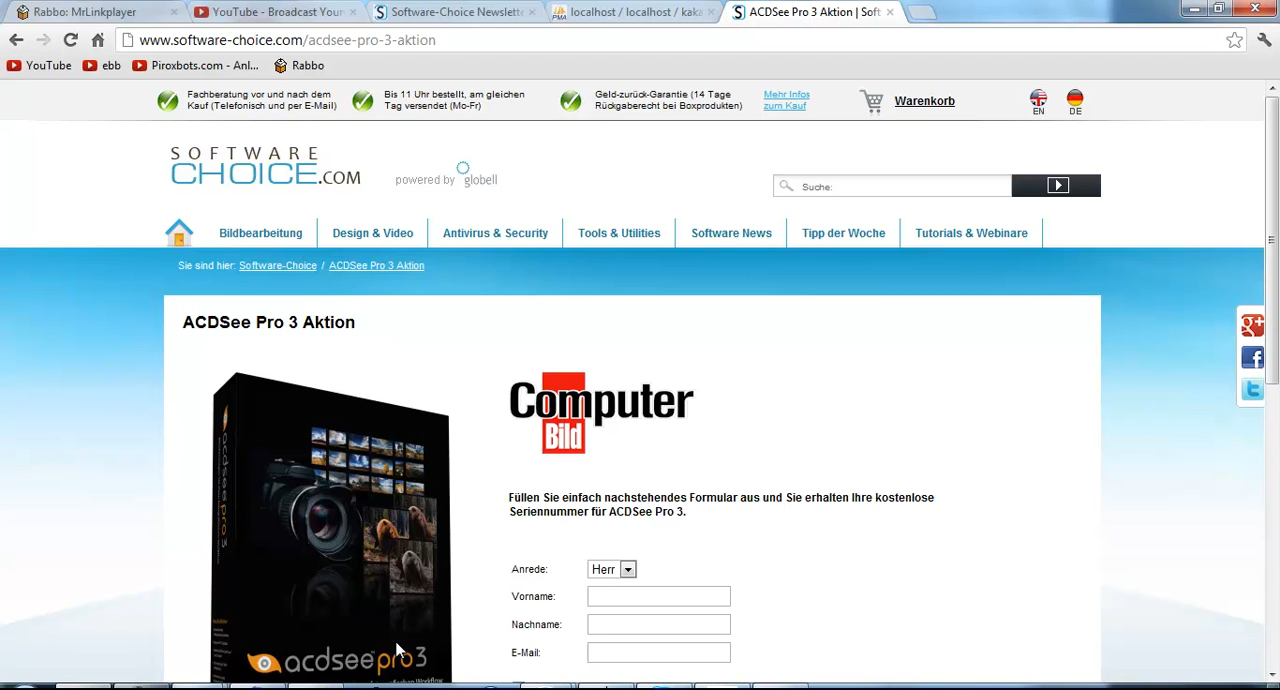 Rabbo: MrLinkplayer
YouTube - Broadcast Your
Software-Choice Newslette
localhost / localhost / kaka
ACDSee Pro 3 Aktion | Soft
www.software-choice.com/acdsee-pro-3-aktion
YouTube
ebb
Piroxbots.com - Anl...
Rabbo
Fachberatung vor und nach dem
Kauf (Telefonisch und per E-Mail)
Bis 11 Uhr bestellt, am gleichen
Tag versendet (Mo-Fr)
Geld-zurück-Garantie (14 Tage
Rückgaberecht bei Boxprodukten)
Mehr Infos
zum Kauf
Warenkorb
EN
DE
SOFTWARE
CHOICE.COM
powered by globell
Suche:
Bildbearbeitung
Design & Video
Antivirus & Security
Tools & Utilities
Software News
Tipp der Woche
Tutorials & Webinare
Sie sind hier: Software-Choice / ACDSee Pro 3 Aktion
ACDSee Pro 3 Aktion
Computer
Bild
acdsee pro 3
Füllen Sie einfach nachstehendes Formular aus und Sie erhalten Ihre kostenlose
Seriennummer für ACDSee Pro 3.
Anrede:
Herr
Vorname:
Nachname:
E-Mail:
acdsee pro3